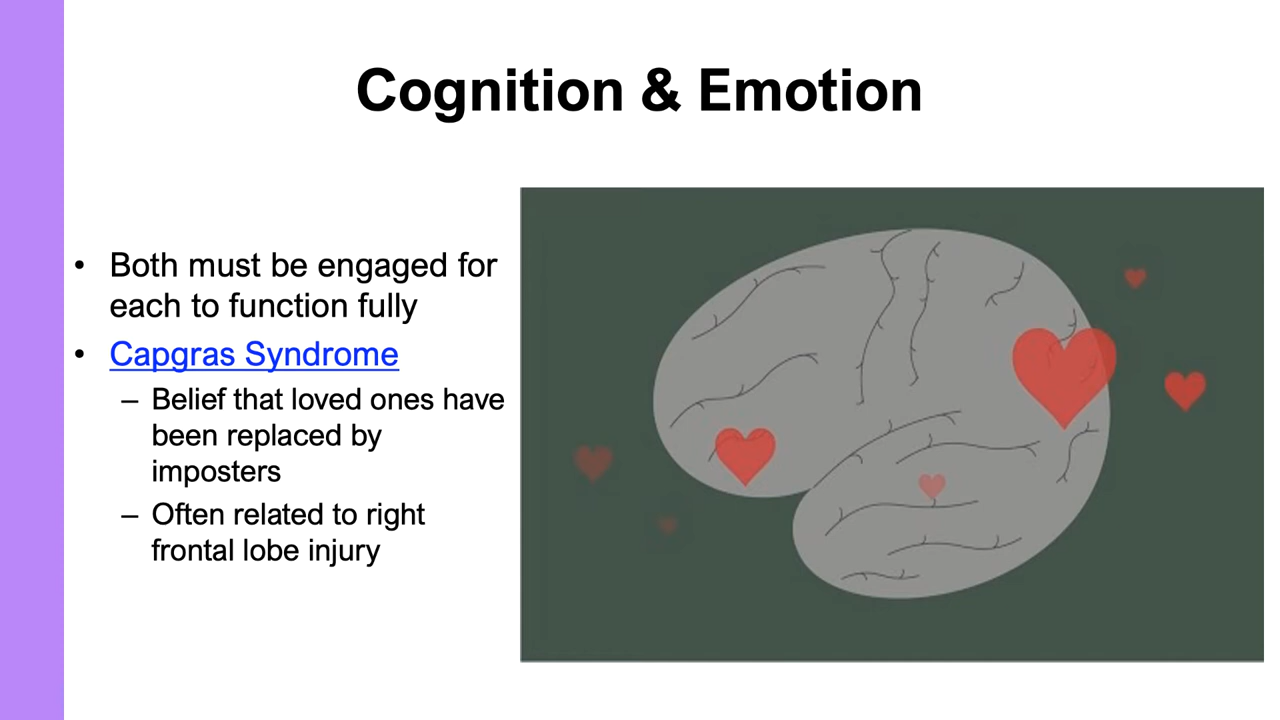 Cognition & Emotion
• Both must be engaged for
each to function fully
• Capgras Syndrome
– Belief that loved ones have
been replaced by
imposters
– Often related to right
frontal lobe injury